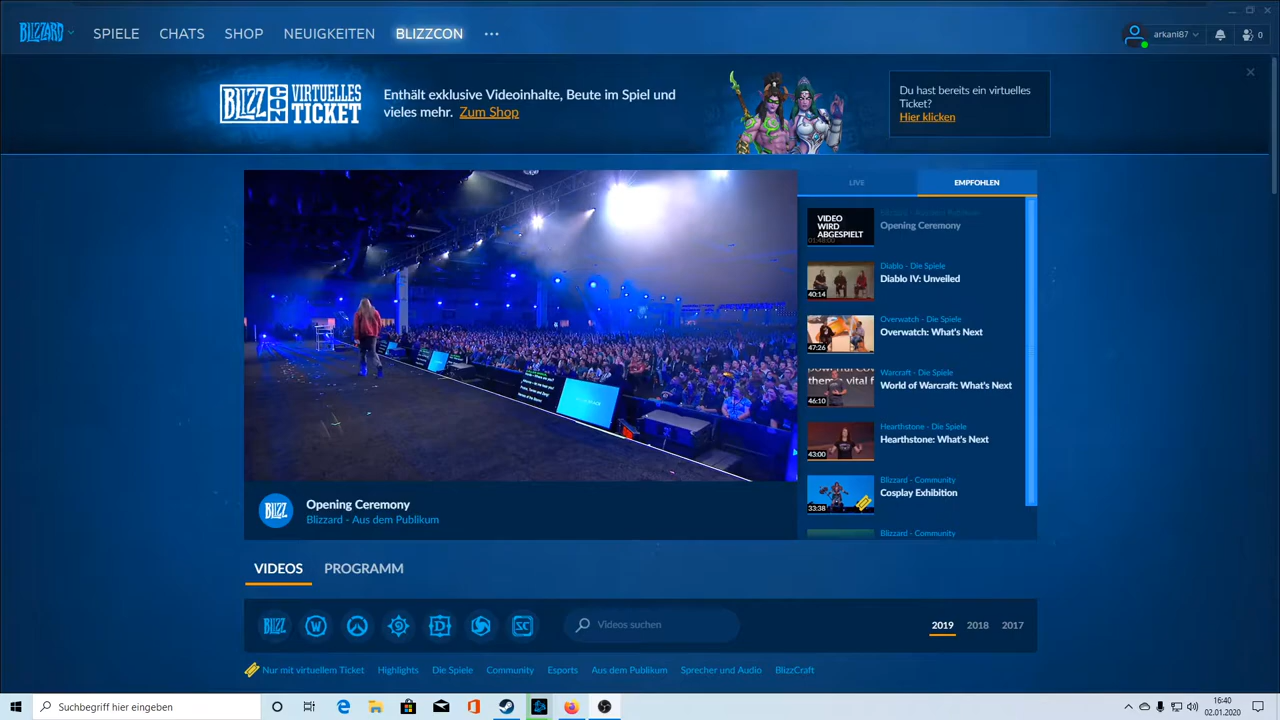 BLIZZARD
SPIELE
CHATS
SHOP
NEUIGKEITEN
BLIZZCON
arkani87
0
BLIZZCON VIRTUELLES TICKET
Enthält exklusive Videoinhalte, Beute im Spiel und
vieles mehr. Zum Shop
Du hast bereits ein virtuelles
Ticket?
Hier klicken
LIVE
EMPFOHLEN
VIDEO
WIRD
ABGESPIELT
01:48:00
Opening Ceremony
Diablo - Die Spiele
Diablo IV: Unveiled
40:14
Overwatch - Die Spiele
Overwatch: What's Next
47:26
Warcraft - Die Spiele
World of Warcraft: What's Next
46:10
Hearthstone - Die Spiele
Hearthstone: What's Next
43:00
Blizzard - Community
Cosplay Exhibition
33:38
Blizzard - Community
BLIZZ
Opening Ceremony
Blizzard - Aus dem Publikum
VIDEOS
PROGRAMM
BLIZZ
W
D
SC
Videos suchen
2019
2018
2017
Nur mit virtuellem Ticket
Highlights
Die Spiele
Community
Esports
Aus dem Publikum
Sprecher und Audio
BlizzCraft
Suchbegriff hier eingeben
16:40
02.01.2020